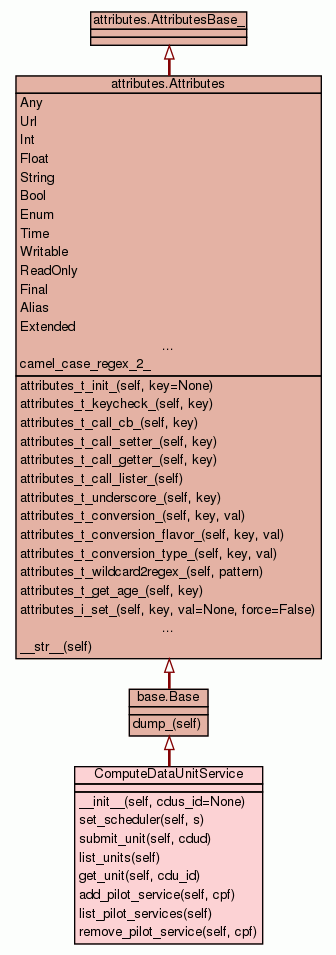 attributes.AttributesBase_
attributes.Attributes
Any
Url
Int
Float
String
Bool
Enum
Time
Writable
ReadOnly
Final
Alias
Extended
...
camel_case_regex_2_
attributes_t_init_(self, key=None)
attributes_t_keycheck_(self, key)
attributes_t_call_cb_(self, key)
attributes_t_call_setter_(self, key)
attributes_t_call_getter_(self, key)
attributes_t_call_lister_(self)
attributes_t_underscore_(self, key)
attributes_t_conversion_(self, key, val)
attributes_t_conversion_flavor_(self, key, val)
attributes_t_conversion_type_(self, key, val)
attributes_t_wildcard2regex_(self, pattern)
attributes_t_get_age_(self, key)
attributes_i_set_(self, key, val=None, force=False)
...
__str__(self)
base.Base
dump_(self)
ComputeDataUnitService
__init__(self, cdus_id=None)
set_scheduler(self, s)
submit_unit(self, cdud)
list_units(self)
get_unit(self, cdu_id)
add_pilot_service(self, cpf)
list_pilot_services(self)
remove_pilot_service(self, cpf)